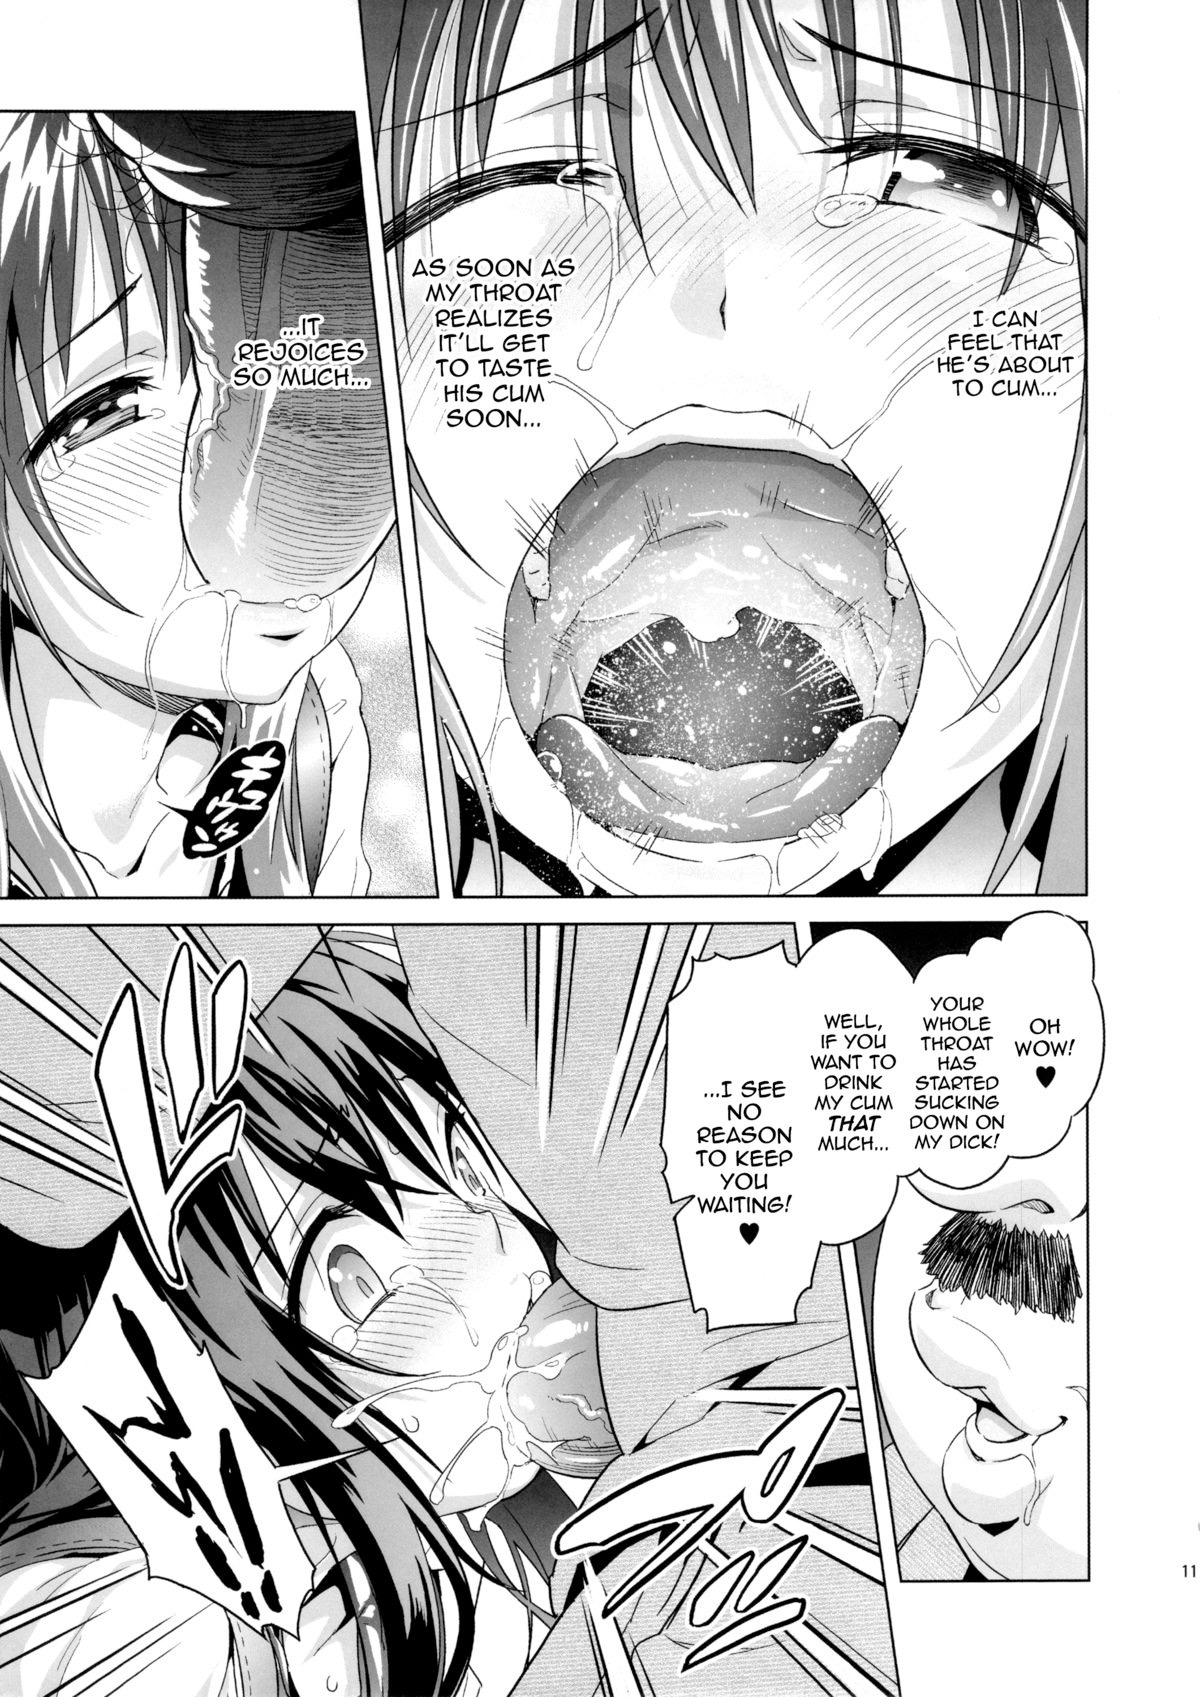 I CAN
FEEL THAT
HE'S ABOUT
TO CUM...
AS SOON AS
MY THROAT
REALIZES
IT'LL GET
TO TASTE
HIS CUM
SOON...
...IT
REJOICES
SO MUCH...
OH
WOW!
♥
YOUR
WHOLE
THROAT
HAS
STARTED
SUCKING
DOWN ON
MY DICK!
WELL,
IF YOU
WANT TO
DRINK
MY CUM
THAT
MUCH...
...I SEE
NO
REASON
TO KEEP
YOU
WAITING!
♥
11